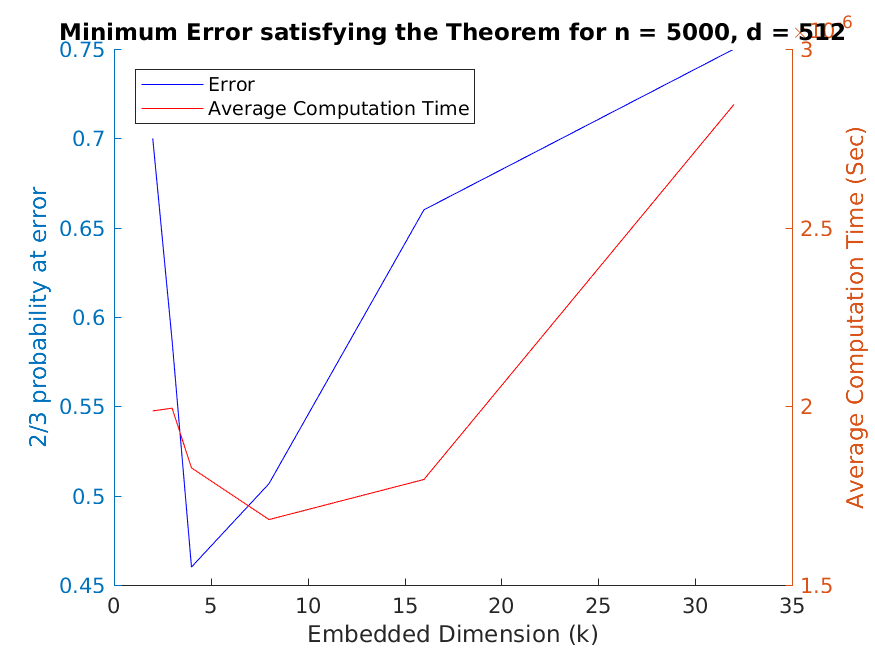 Minimum Error satisfying the Theorem for n = 5000, d = 512
×10^6
Error
Average Computation Time
2/3 probability at error
0.75
0.7
0.65
0.6
0.55
0.5
0.45
3
2.5
2
1.5
Average Computation Time (Sec)
0 5 10 15 20 25 30 35
Embedded Dimension (k)